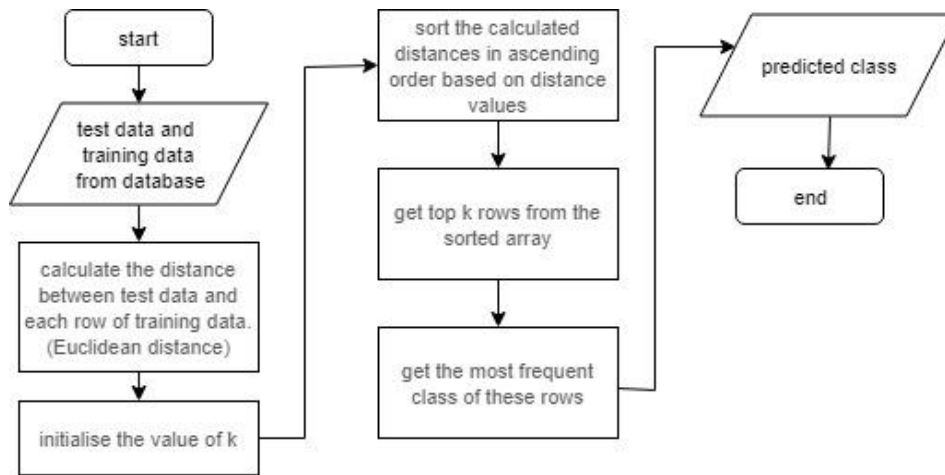 start
test data and
training data
from database
calculate the distance
between test data and
each row of training data.
(Euclidean distance)
initialise the value of k
sort the calculated
distances in ascending
order based on distance
values
get top k rows from the
sorted array
get the most frequent
class of these rows
predicted class
end